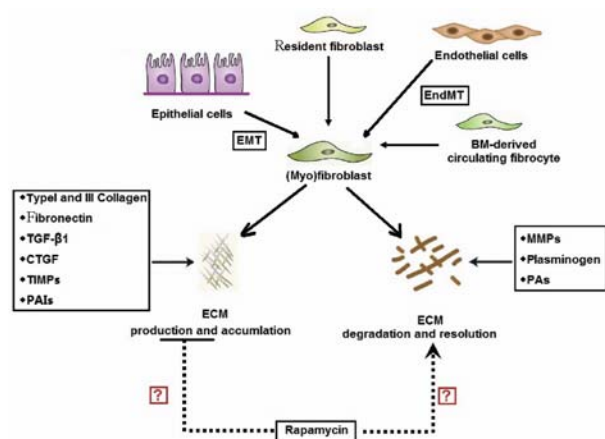 Resident fibroblast
Endothelial cells
Epithelial cells
EndMT
EMT
BM-derived
circulating fibrocyte
(Myo)fibroblast
◆TypeI and III Collagen
◆Fibronectin
◆TGF-β1
◆CTGF
◆TIMPs
◆PAIs
◆MMPs
◆Plasminogen
◆PAs
ECM
production and accumlation
ECM
degradation and resolution
?
?
Rapamycin